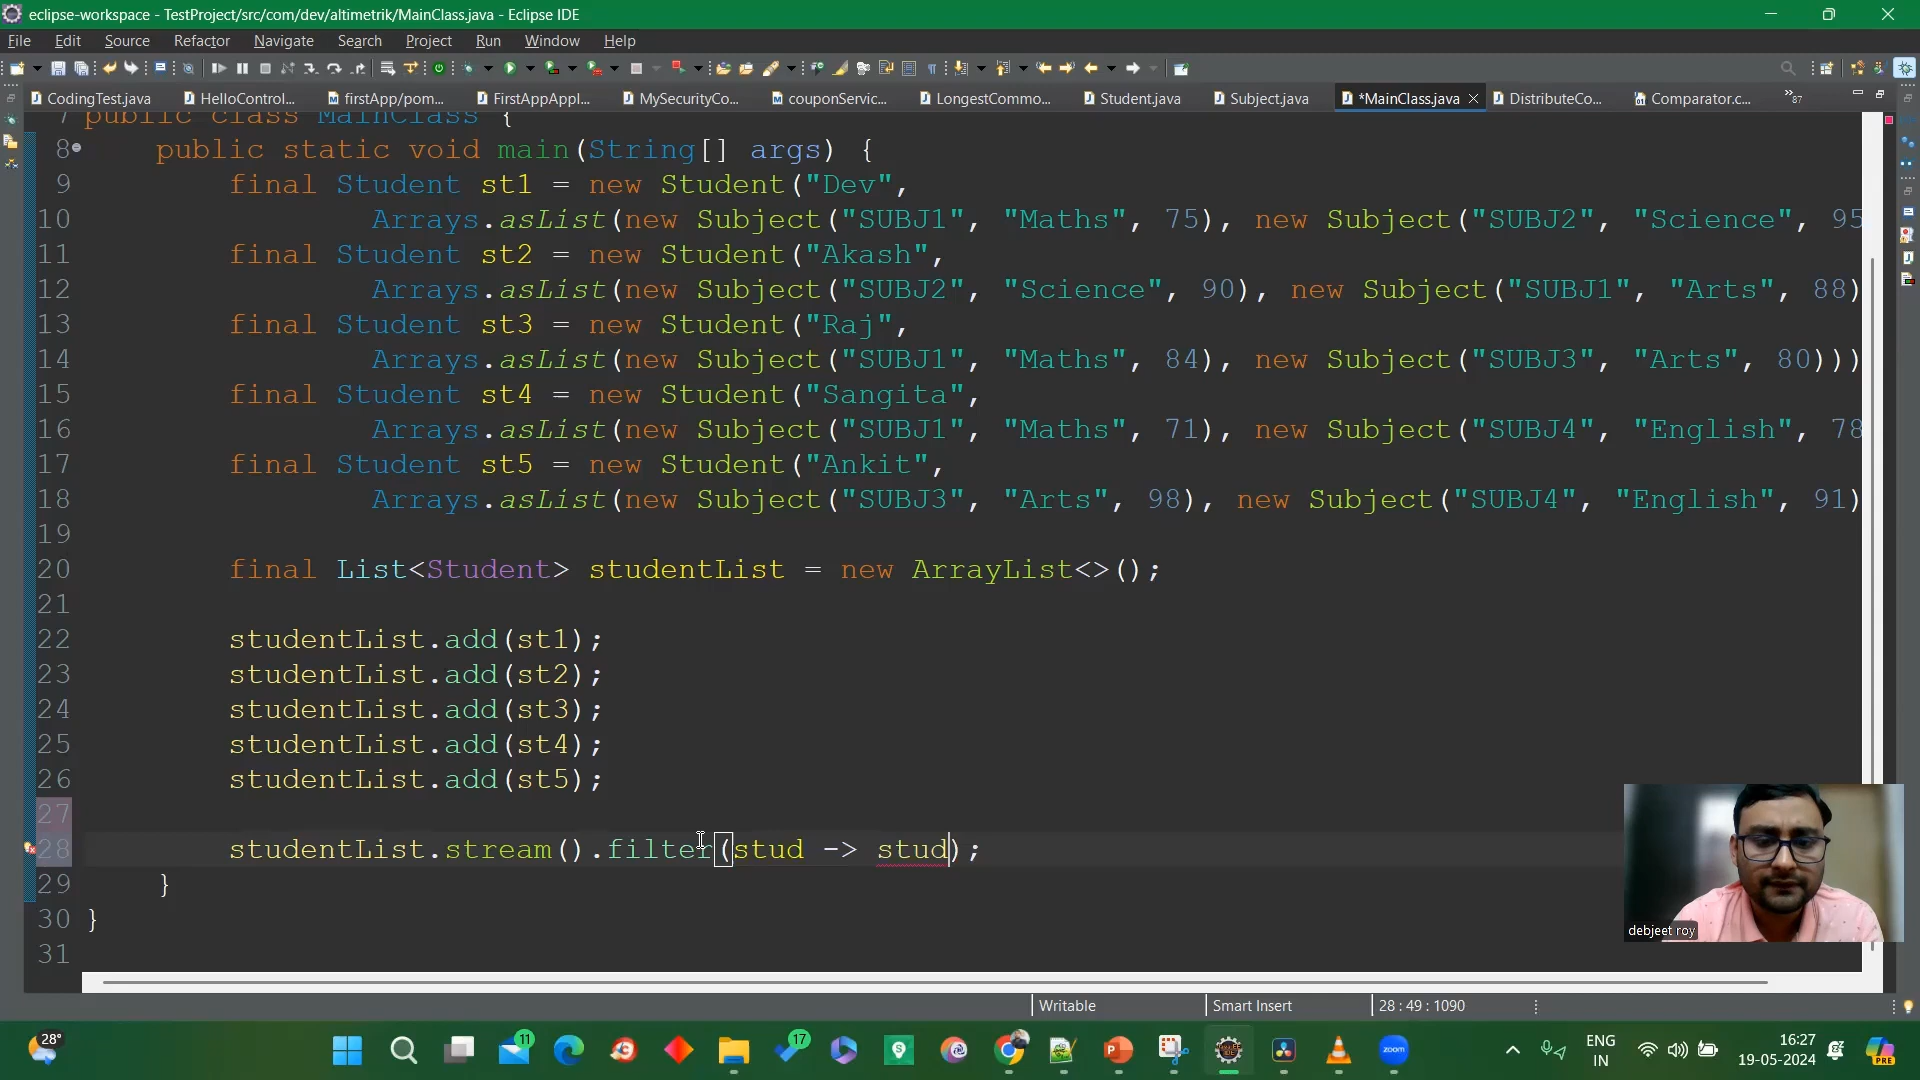 eclipse-workspace - TestProject/src/com/dev/altimetrik/MainClass.java - Eclipse IDE
File Edit Source Refactor Navigate Search Project Run Window Help
CodingTest.java HelloControl... firstApp/pom... FirstAppAppl... MySecurityCo... couponServic... LongestCommo... Student.java Subject.java *MainClass.java DistributeCo... Comparator.c... »87
7 public class MainClass {
8 public static void main(String[] args) {
9 final Student st1 = new Student("Dev",
10 Arrays.asList(new Subject("SUBJ1", "Maths", 75), new Subject("SUBJ2", "Science", 95
11 final Student st2 = new Student("Akash",
12 Arrays.asList(new Subject("SUBJ2", "Science", 90), new Subject("SUBJ1", "Arts", 88)
13 final Student st3 = new Student("Raj",
14 Arrays.asList(new Subject("SUBJ1", "Maths", 84), new Subject("SUBJ3", "Arts", 80)))
15 final Student st4 = new Student("Sangita",
16 Arrays.asList(new Subject("SUBJ1", "Maths", 71), new Subject("SUBJ4", "English", 78
17 final Student st5 = new Student("Ankit",
18 Arrays.asList(new Subject("SUBJ3", "Arts", 98), new Subject("SUBJ4", "English", 91)
19
20 final List<Student> studentList = new ArrayList<>();
21
22 studentList.add(st1);
23 studentList.add(st2);
24 studentList.add(st3);
25 studentList.add(st4);
26 studentList.add(st5);
27
28 studentList.stream().filter(stud -> stud);
29 }
30 }
31
debjeet roy
Writable Smart Insert 28 : 49 : 1090
28° 11 17 zoom ENG 16:27
IN 19-05-2024 PRE